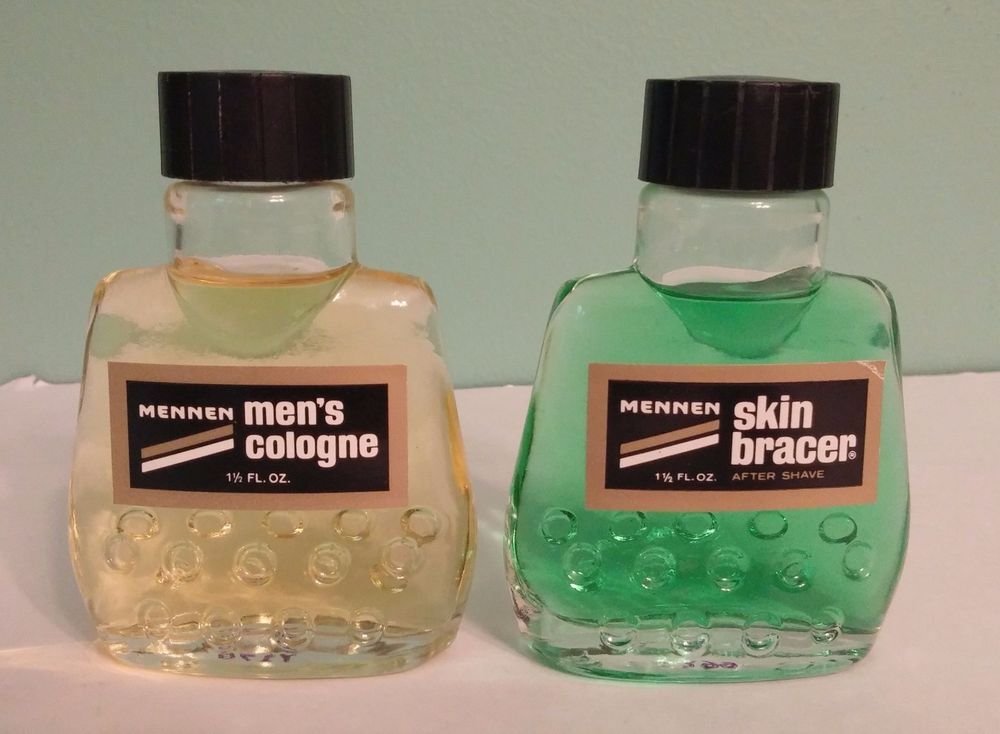 MENNEN men's
cologne
1½ FL. OZ.
MENNEN skin
bracer®
1½ FL. OZ. AFTER SHAVE